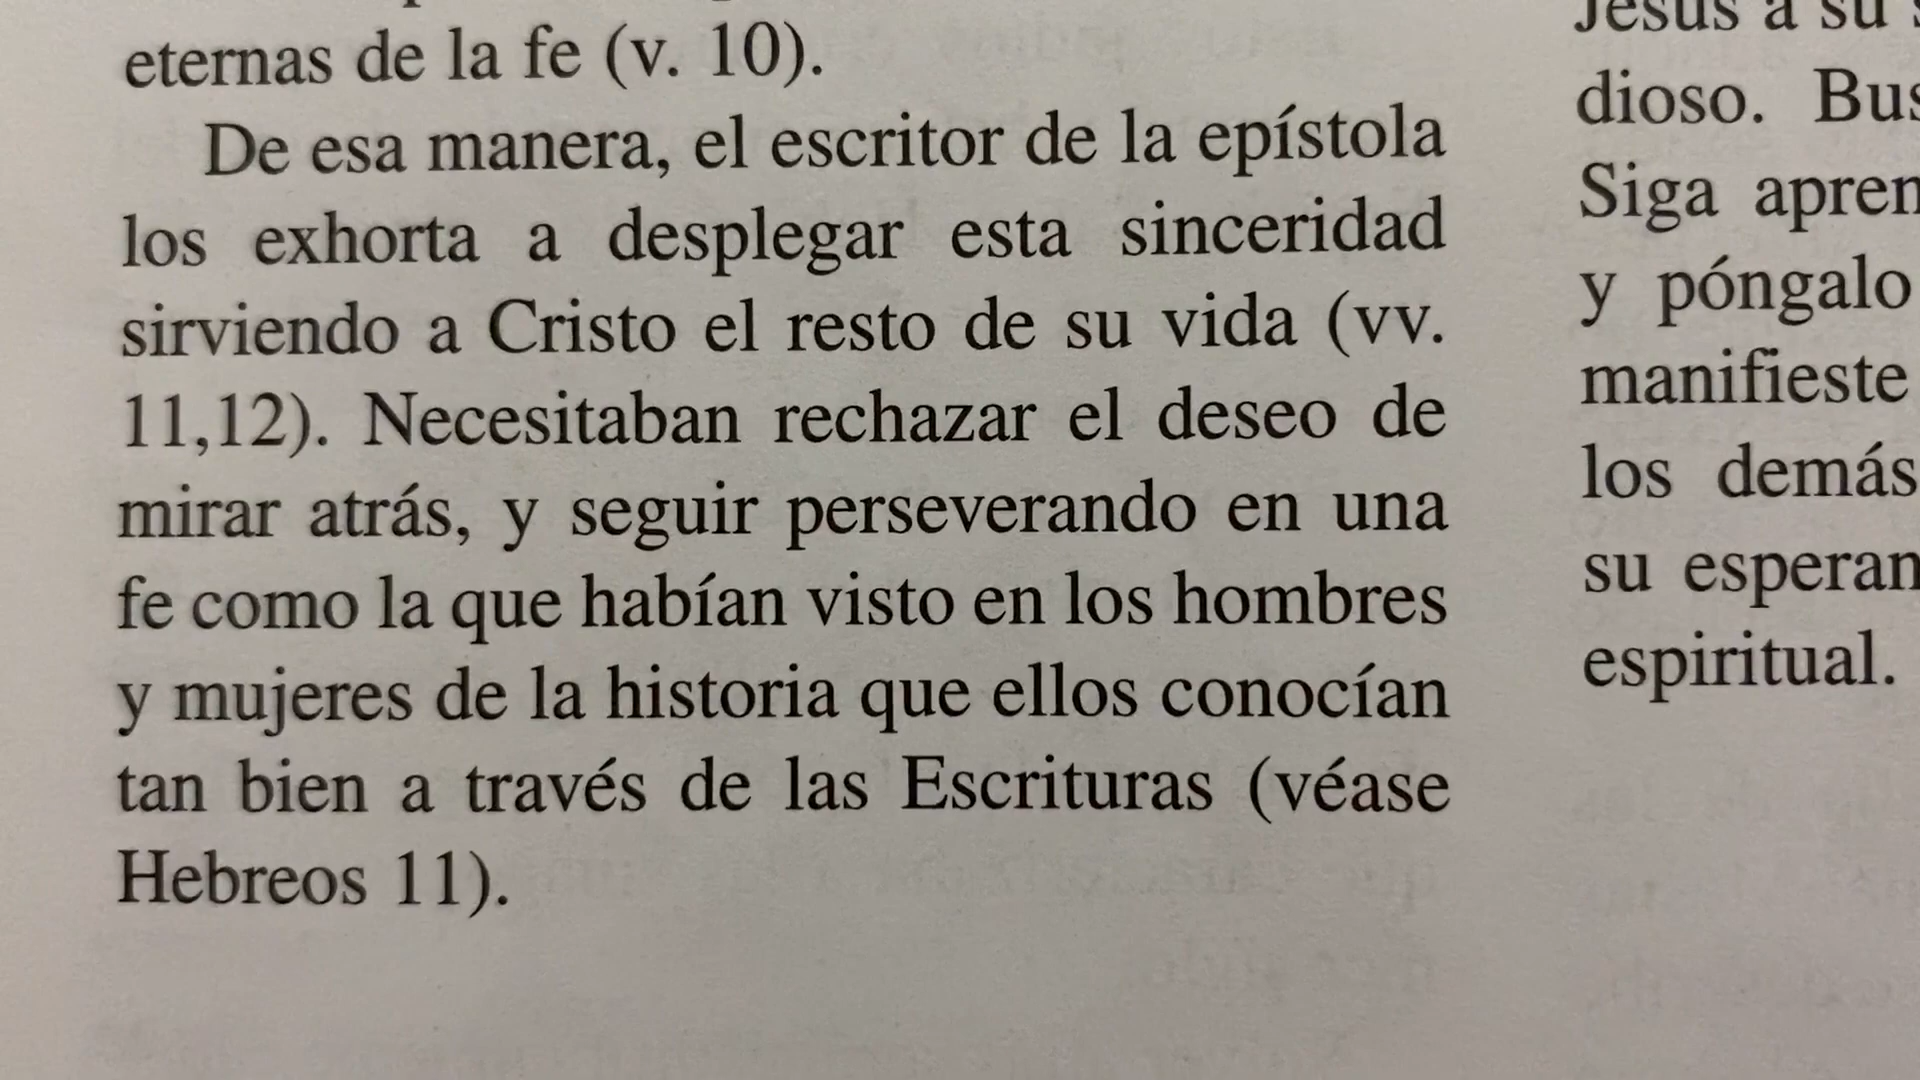 eternas de la fe (v. 10).
De esa manera, el escritor de la epístola
los exhorta a desplegar esta sinceridad
sirviendo a Cristo el resto de su vida (vv.
11,12). Necesitaban rechazar el deseo de
mirar atrás, y seguir perseverando en una
fe como la que habían visto en los hombres
y mujeres de la historia que ellos conocían
tan bien a través de las Escrituras (véase
Hebreos 11).
Jesús a su
dioso.
Siga
y póngalo
manifieste
los demás
su
espiritual.